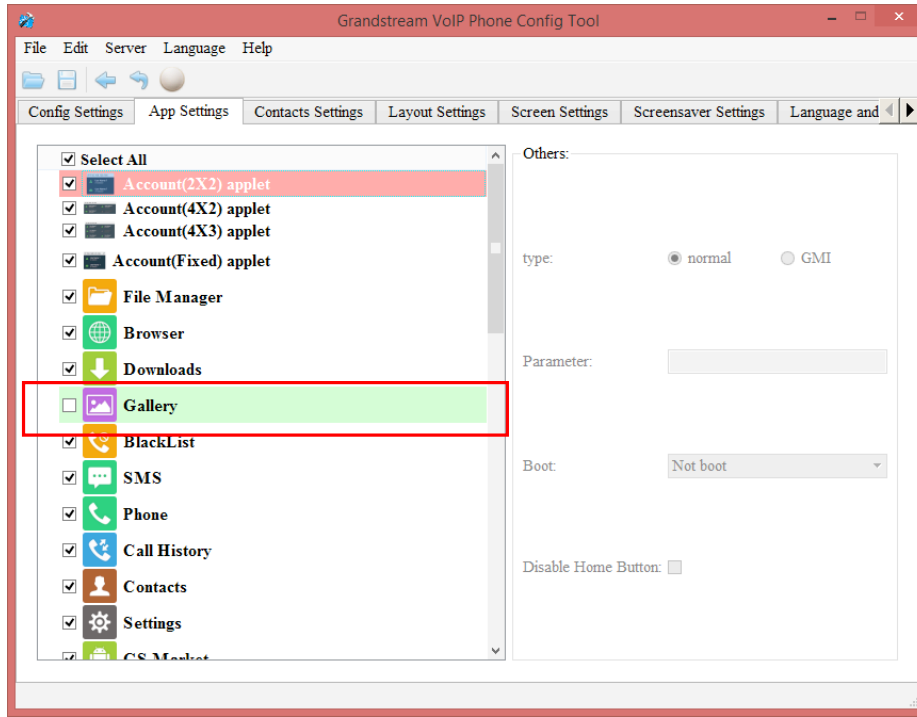 Grandstream VoIP Phone Config Tool
File Edit Server Language Help
Config Settings App Settings Contacts Settings Layout Settings Screen Settings Screensaver Settings Language and
Select All
Account(2X2) applet
Account(4X2) applet
Account(4X3) applet
Account(Fixed) applet
File Manager
Browser
Downloads
Gallery
BlackList
SMS
Phone
Call History
Contacts
Settings
GS Market
Others:
type: normal GMI
Parameter:
Boot: Not boot
Disable Home Button: